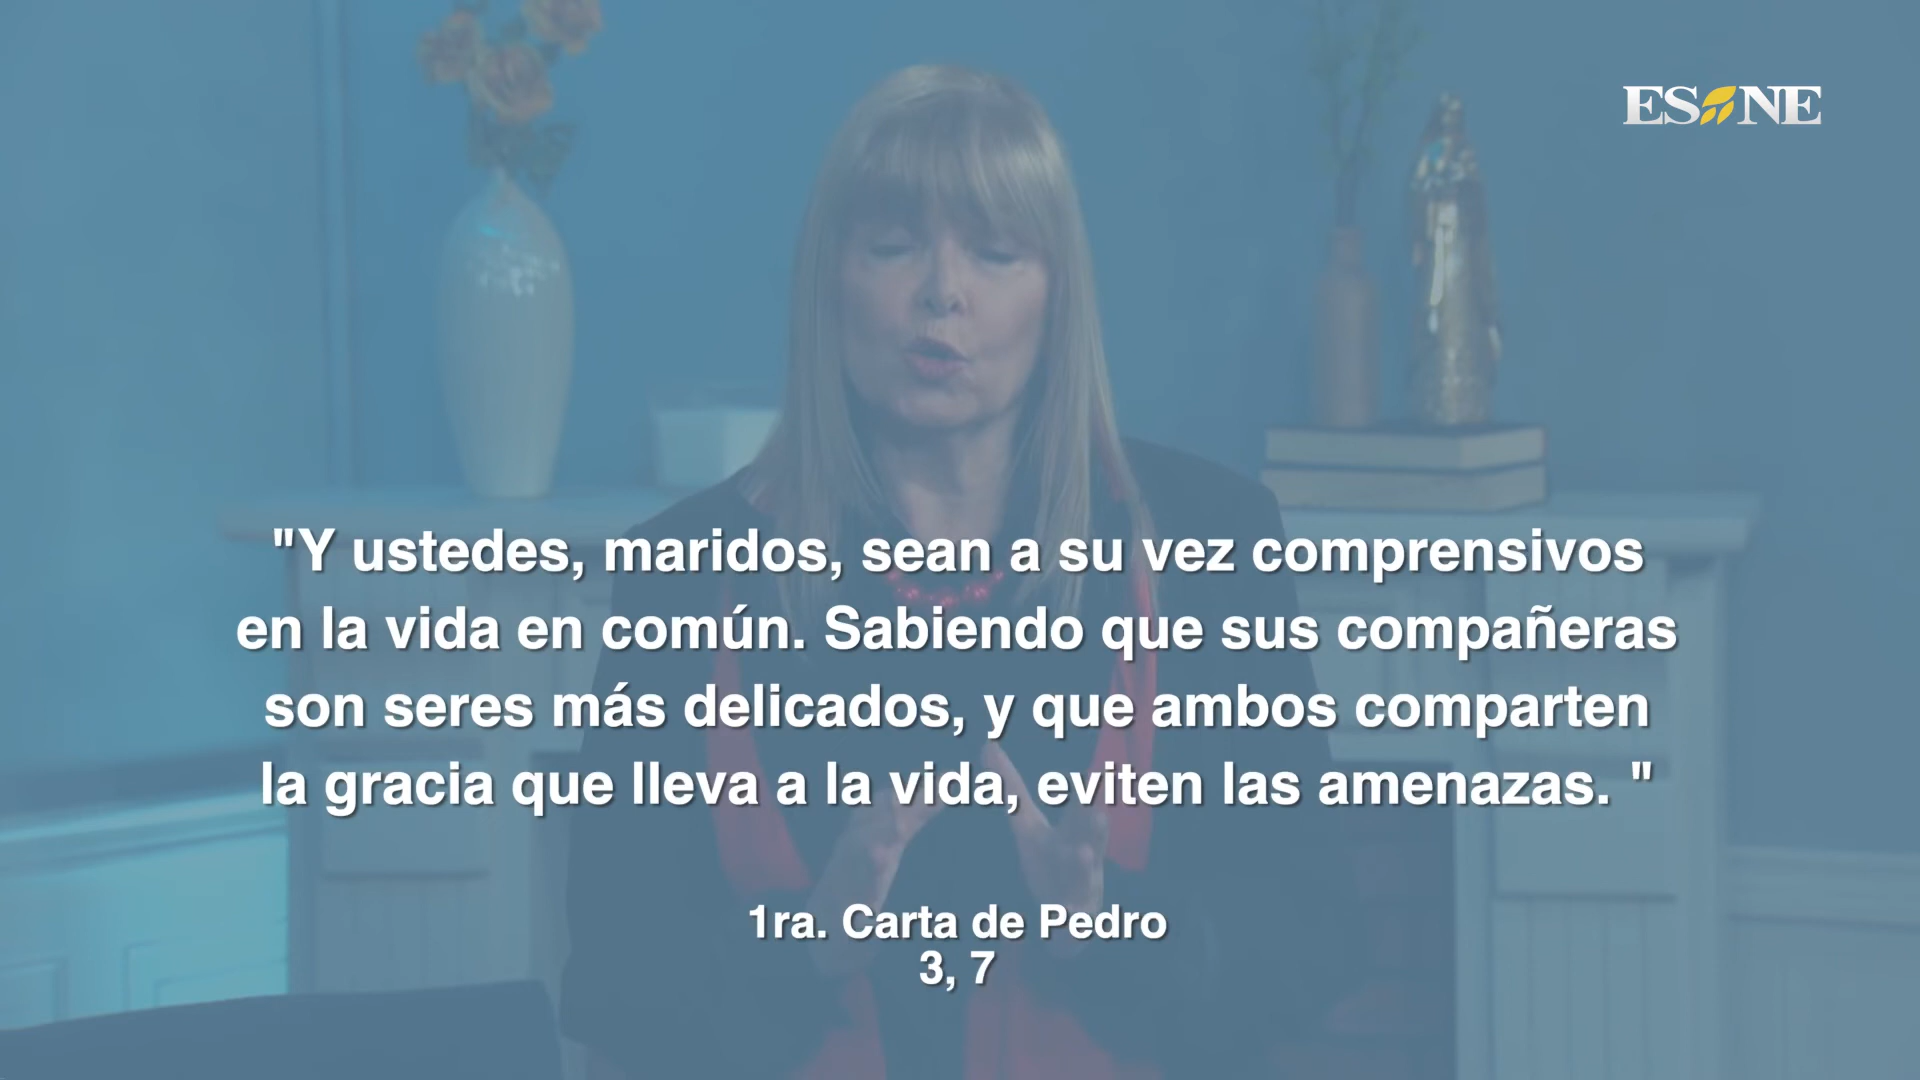 ESNE
"Y ustedes, maridos, sean a su vez comprensivos
en la vida en común. Sabiendo que sus compañeras
son seres más delicados, y que ambos comparten
la gracia que lleva a la vida, eviten las amenazas. "
1ra. Carta de Pedro
3, 7